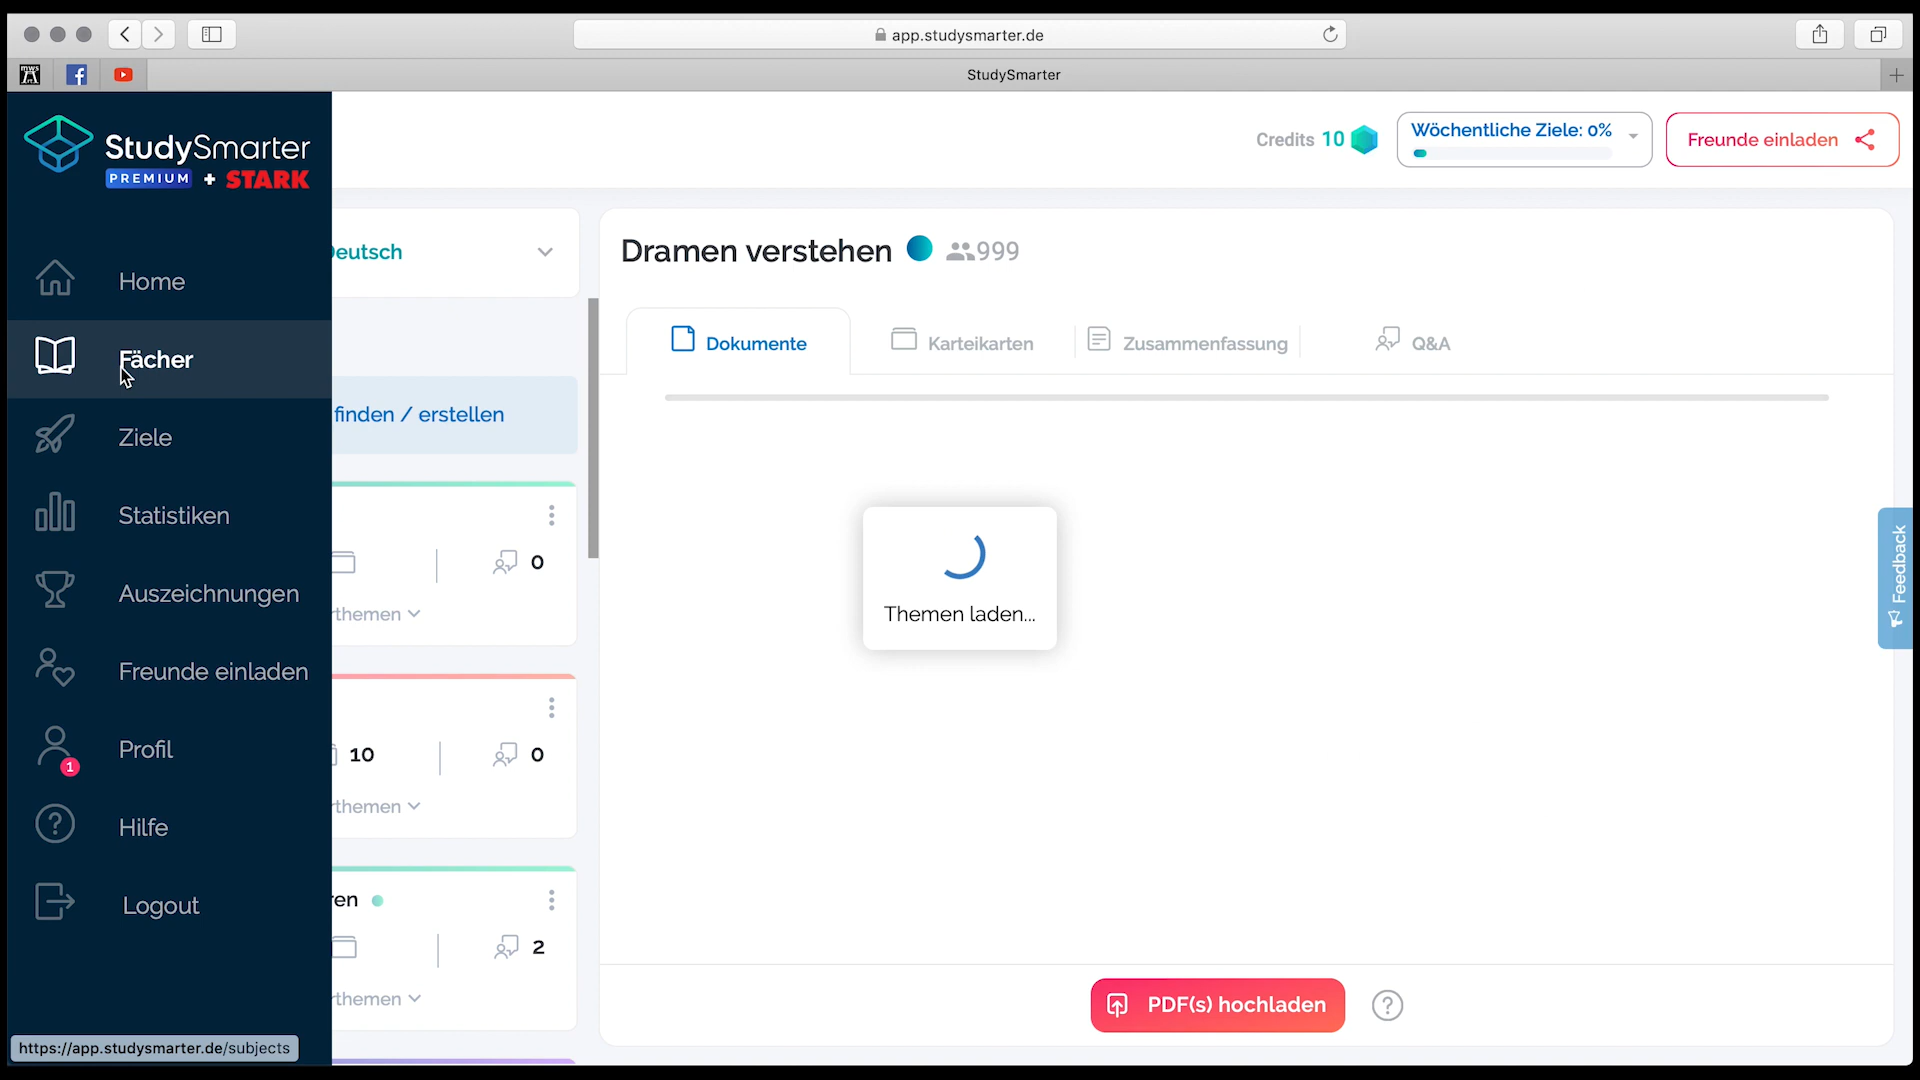 app.studysmarter.de
StudySmarter
StudySmarter
PREMIUM + STARK
Credits 10
Wöchentliche Ziele: 0%
Freunde einladen
Home
Fächer
Ziele
Statistiken
Auszeichnungen
Freunde einladen
Profil
1
Hilfe
Logout
https://app.studysmarter.de/subjects
eutsch
finden / erstellen
0
themen
10
0
themen
en
2
themen
Dramen verstehen 999
Dokumente
Karteikarten
Zusammenfassung
Q&A
Themen laden...
PDF(s) hochladen
?
Feedback